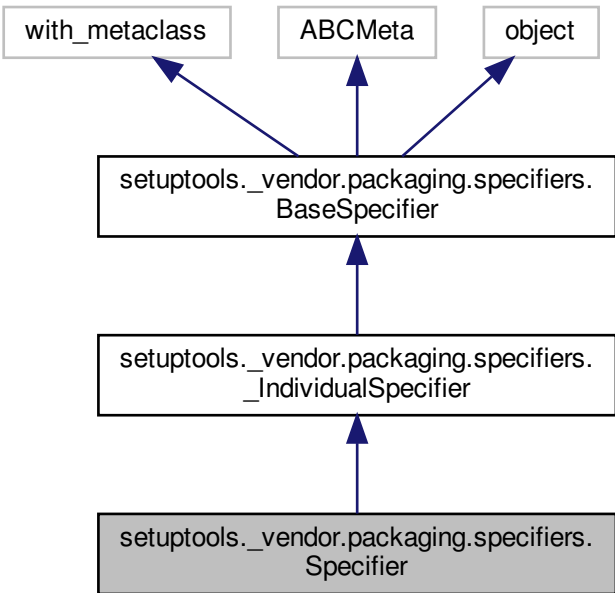 with_metaclass
ABCMeta
object
setuptools._vendor.packaging.specifiers.
BaseSpecifier
setuptools._vendor.packaging.specifiers.
_IndividualSpecifier
setuptools._vendor.packaging.specifiers.
Specifier